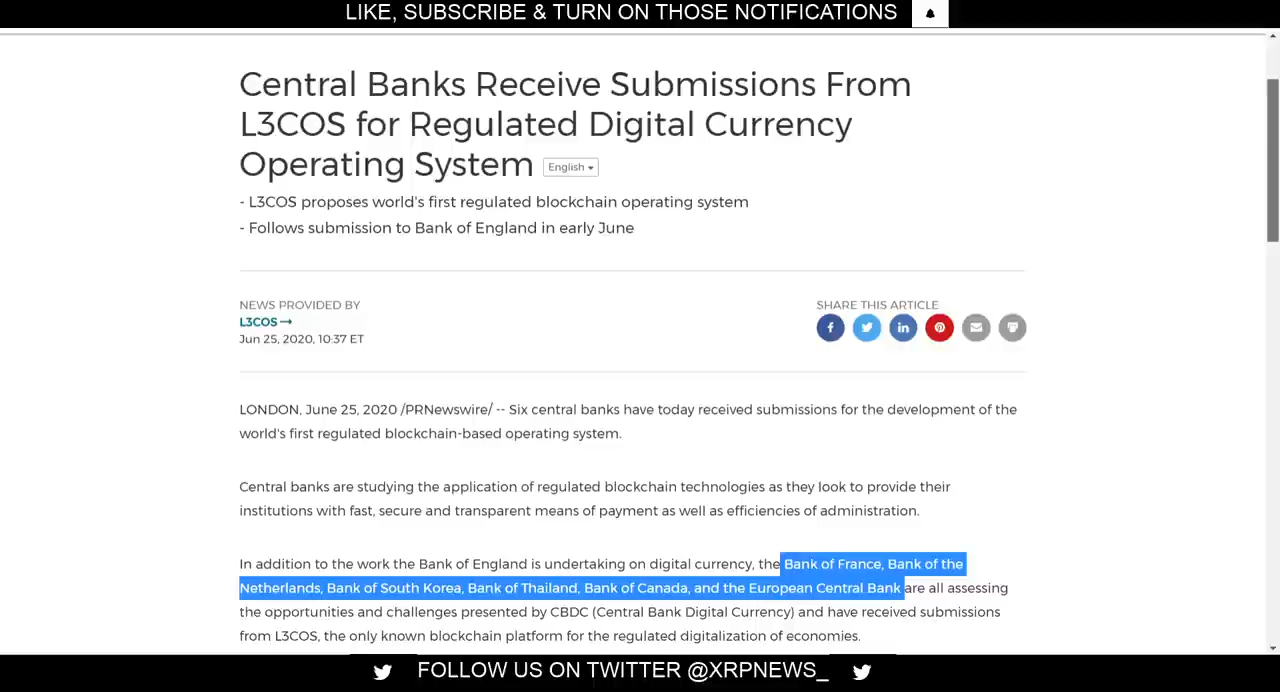 LIKE, SUBSCRIBE & TURN ON THOSE NOTIFICATIONS
Central Banks Receive Submissions From
L3COS for Regulated Digital Currency
Operating System English
- L3COS proposes world's first regulated blockchain operating system
- Follows submission to Bank of England in early June
NEWS PROVIDED BY
L3COS→
Jun 25, 2020, 10:37 ET
SHARE THIS ARTICLE
LONDON, June 25, 2020 /PRNewswire/ -- Six central banks have today received submissions for the development of the
world's first regulated blockchain-based operating system.
Central banks are studying the application of regulated blockchain technologies as they look to provide their
institutions with fast, secure and transparent means of payment as well as efficiencies of administration.
In addition to the work the Bank of England is undertaking on digital currency, the Bank of France, Bank of the
Netherlands, Bank of South Korea, Bank of Thailand, Bank of Canada, and the European Central Bank are all assessing
the opportunities and challenges presented by CBDC (Central Bank Digital Currency) and have received submissions
from L3COS, the only known blockchain platform for the regulated digitalization of economies.
FOLLOW US ON TWITTER @XRPNEWS_